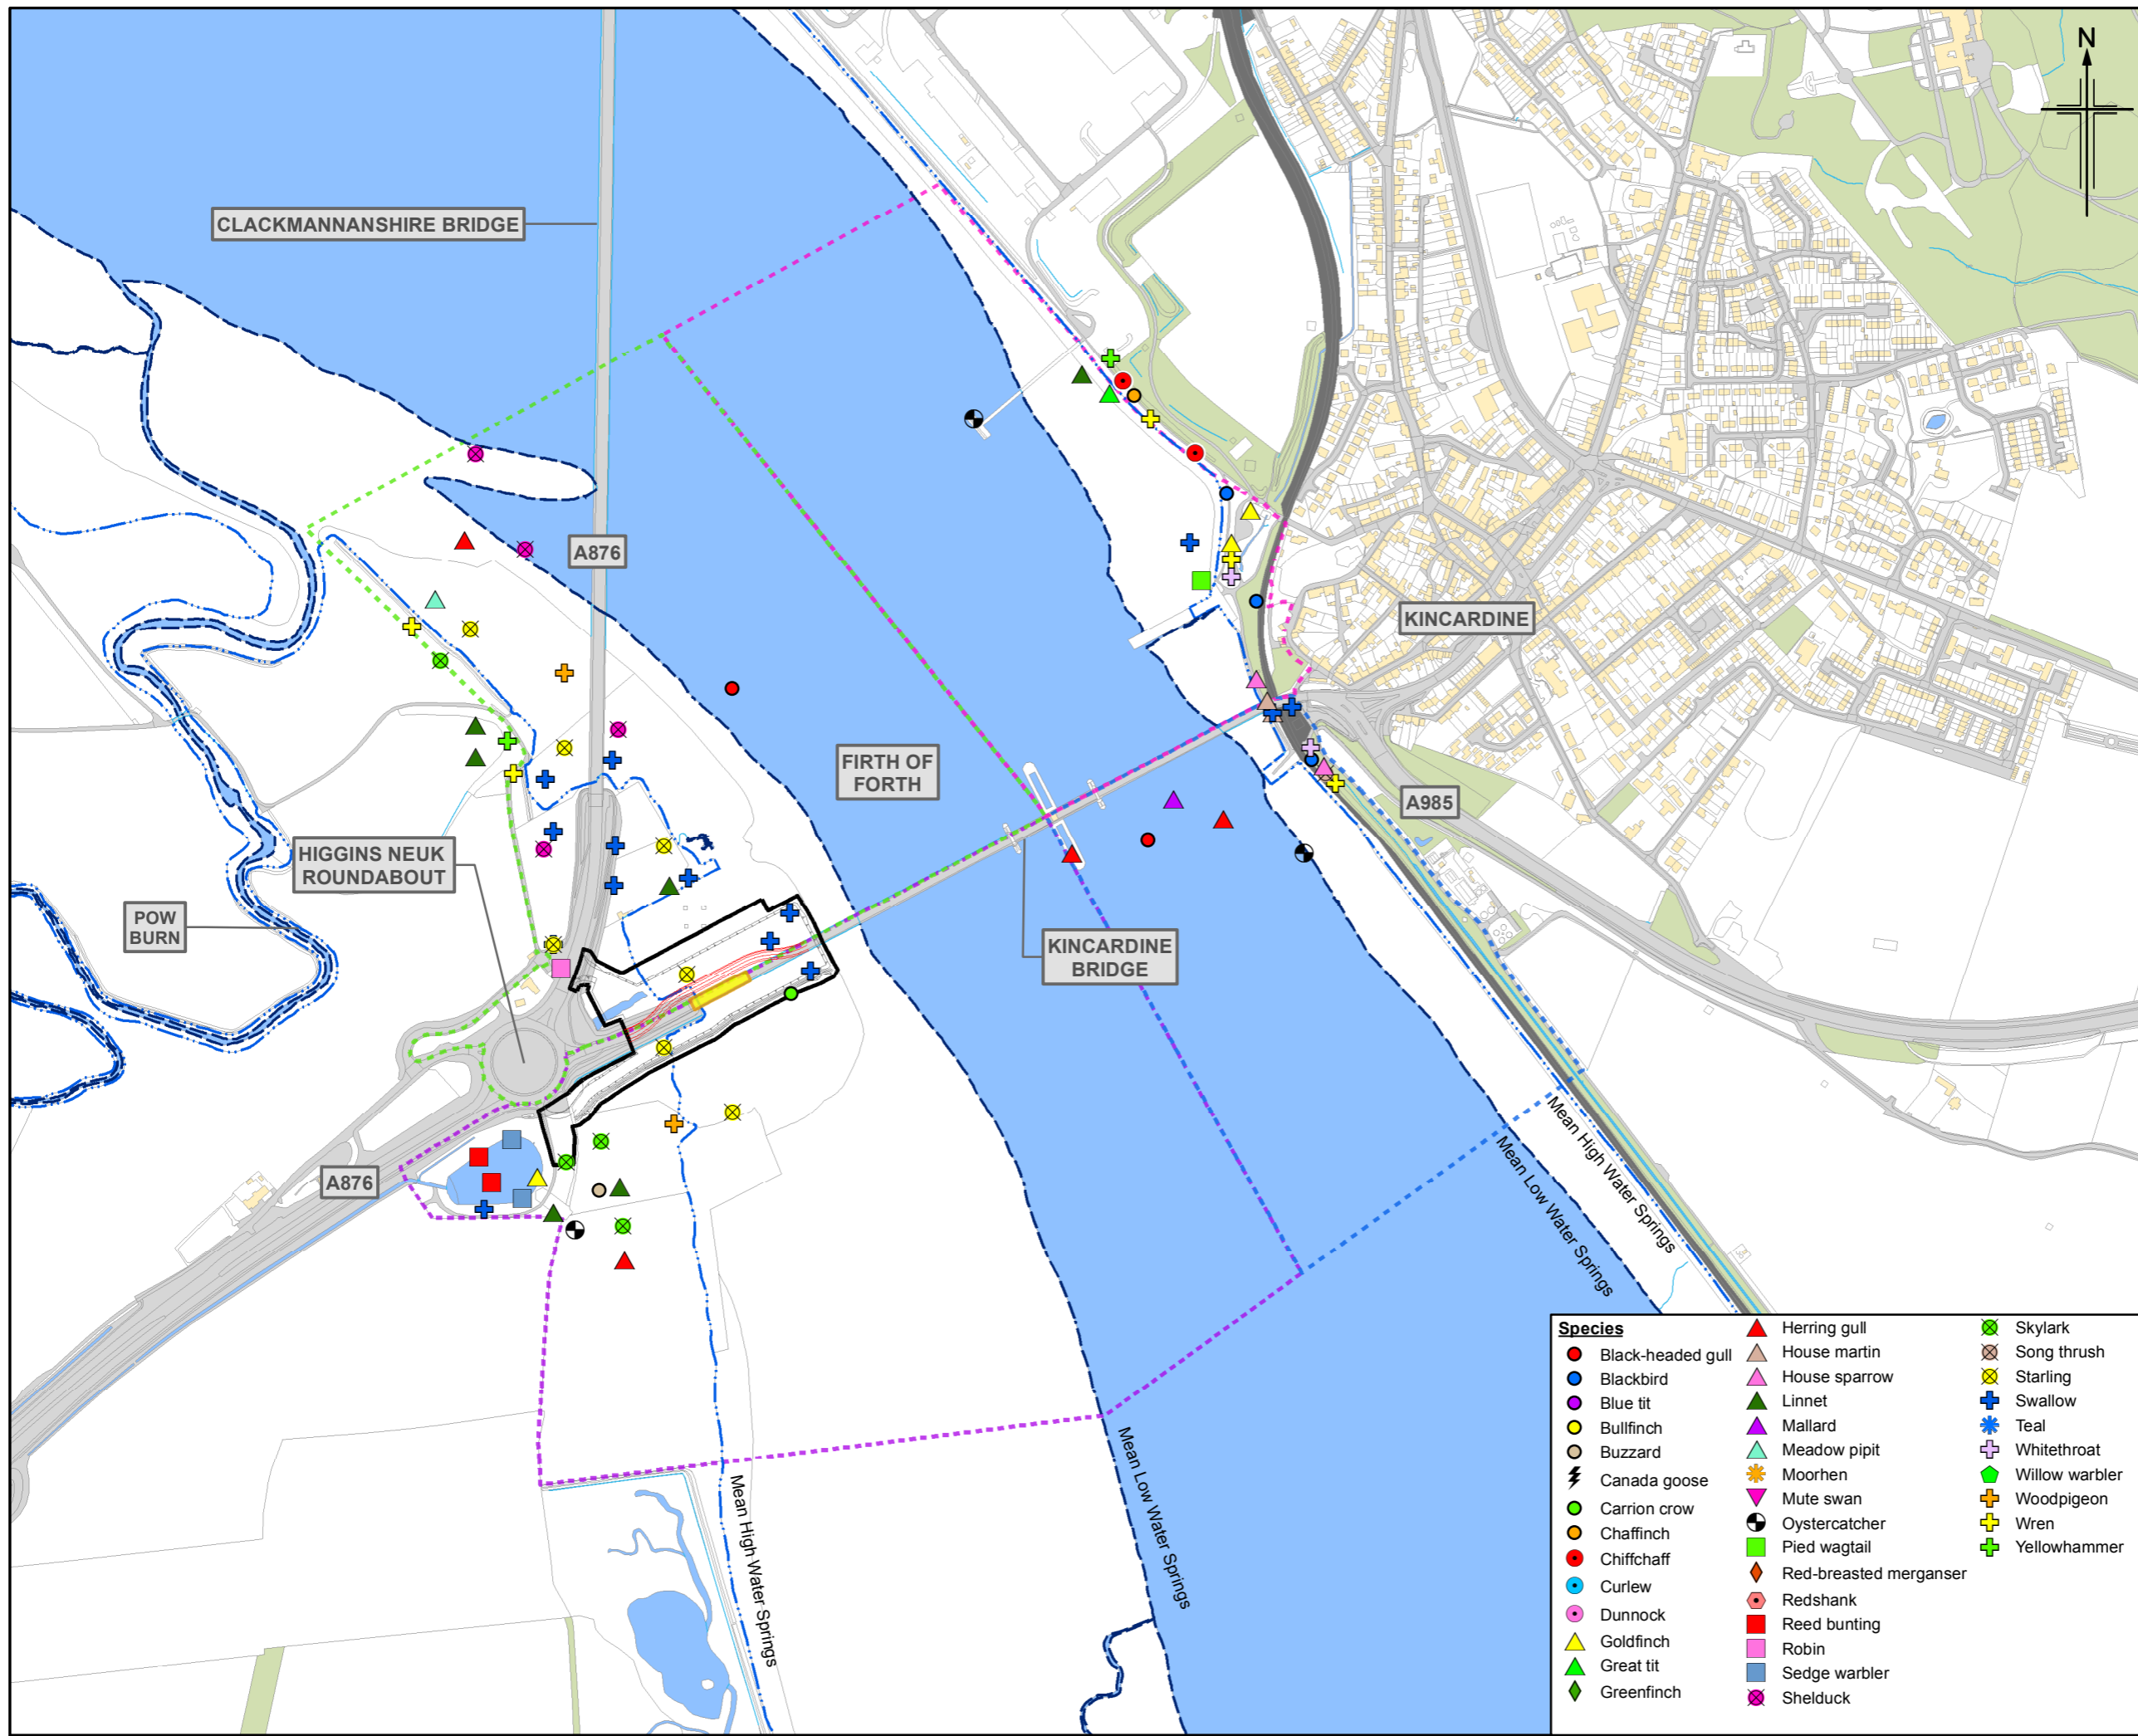 N
CLACKMANNANSHIRE BRIDGE
A876
KINCARDINE
FIRTH OF
FORTH
A985
HIGGINS NEUK
ROUNDABOUT
POW
BURN
KINCARDINE
BRIDGE
A876
Mean High Water Springs
Mean Low Water Springs
Mean Low Water Springs
Mean High Water Springs
Species
Black-headed gull
Blackbird
Blue tit
Bullfinch
Buzzard
Canada goose
Carrion crow
Chaffinch
Chiffchaff
Curlew
Dunnock
Goldfinch
Great tit
Greenfinch
Herring gull
House martin
House sparrow
Linnet
Mallard
Meadow pipit
Moorhen
Mute swan
Oystercatcher
Pied wagtail
Red-breasted merganser
Redshank
Reed bunting
Robin
Sedge warbler
Shelduck
Skylark
Song thrush
Starling
Swallow
Teal
Whitethroat
Willow warbler
Woodpigeon
Wren
Yellowhammer